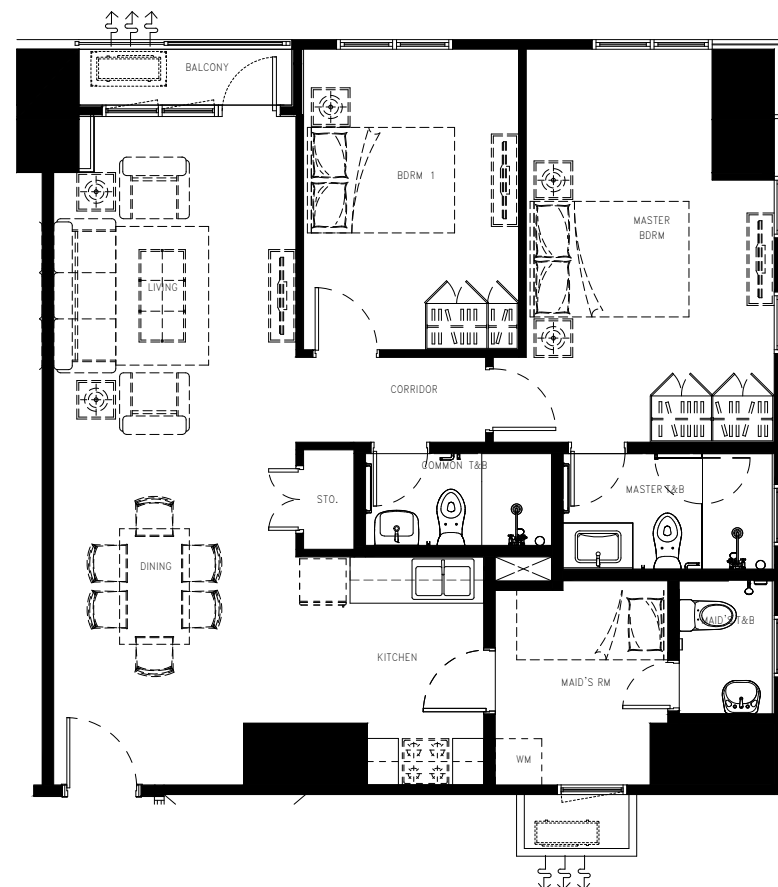 BALCONY
BDRM 1
MASTER
BDRM
LIVING
CORRIDOR
COMMON T&B
MASTER T&B
STO.
DINING
MAID'S T&B
KITCHEN
MAID'S RM
WM